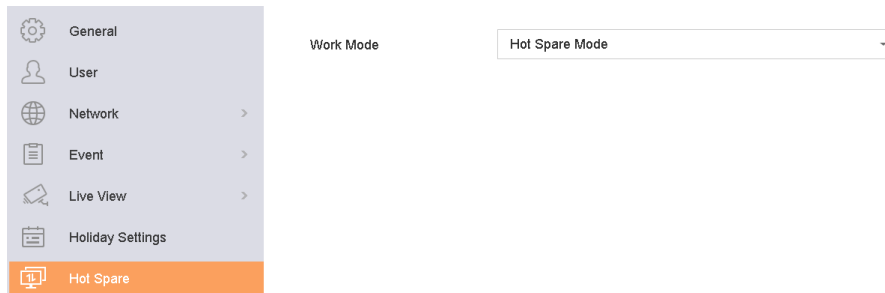 General
Work Mode
Hot Spare Mode
User
Network
Event
Live View
Holiday Settings
Hot Spare